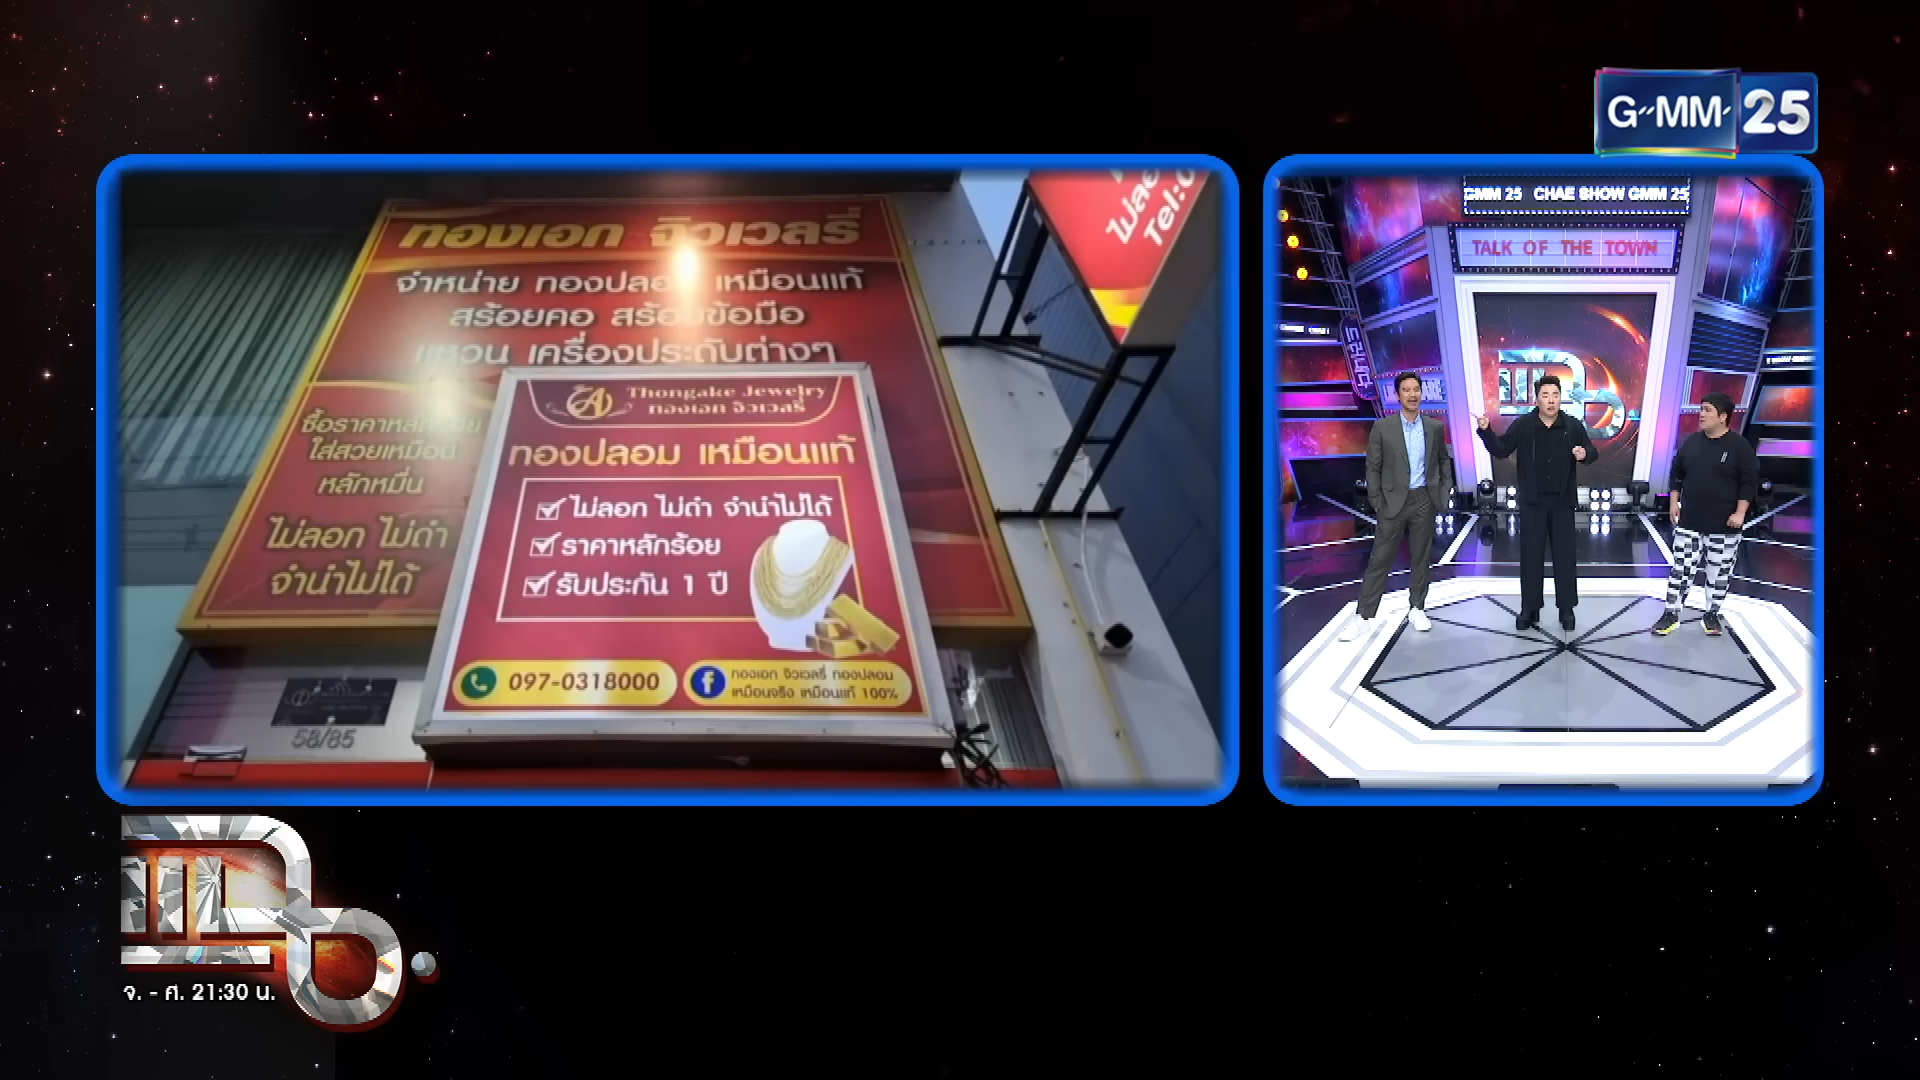 GMM 25
ไม่ลอ
Tel:0
ทองเอก จิวเวลรี่
จำหน่าย ทองปลอม เหมือนแท้
สร้อยคอ สร้อยข้อมือ
แหวน เครื่องประดับต่างๆ
ซื้อราคาหลักร้อย
ใส่สวยเหมือน
หลักหมื่น
ไม่ลอก ไม่ดำ
จำนำไม่ได้
Thongake Jewelry
ทองเอก จิวเวลรี่
ทองปลอม เหมือนแท้
ไม่ลอก ไม่ดำ จำนำไม่ได้
ราคาหลักร้อย
รับประกัน 1 ปี
097-0318000
ทองเอก จิวเวลรี่ ทองปลอม
เหมือนจริง เหมือนแท้ 100%
58/85
GMM 25 CHAE SHOW GMM 25
TALK OF THE TOWN
แฉ
จ. - ศ. 21:30 น.